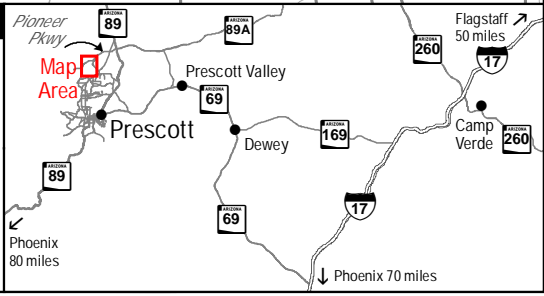 Pioneer
Pkwy
ARIZONA
89
ARIZONA
89A
ARIZONA
260
Flagstaff
50 miles
17
Map
Area
Prescott Valley
ARIZONA
69
Prescott
Dewey
ARIZONA
169
Camp
Verde
ARIZONA
260
ARIZONA
89
ARIZONA
69
17
Phoenix
80 miles
Phoenix 70 miles